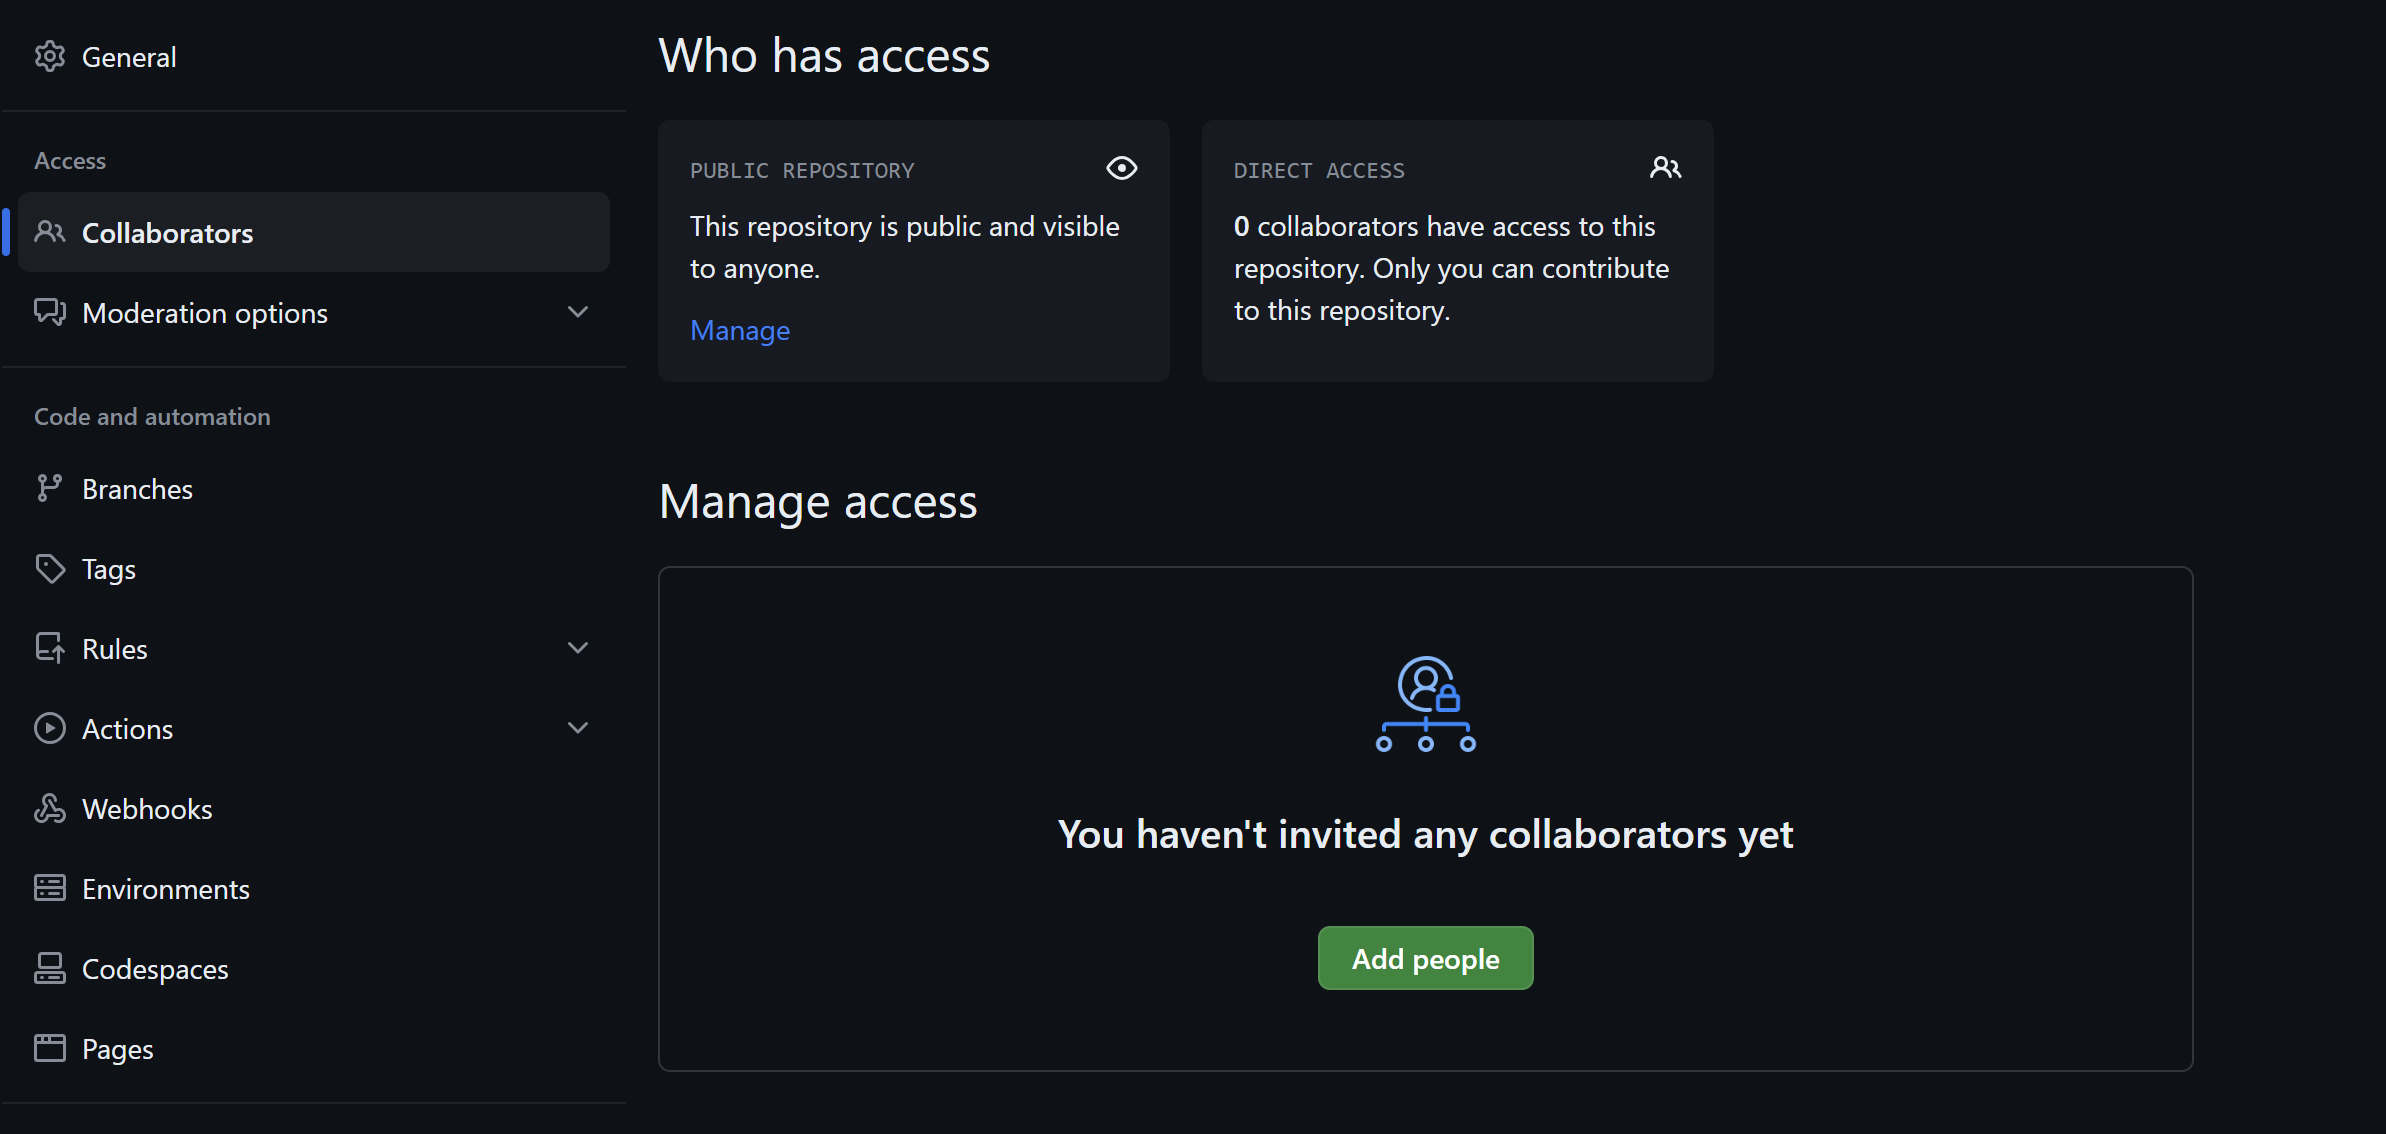 General
Access
Collaborators
Moderation options
Code and automation
Branches
Tags
Rules
Actions
Webhooks
Environments
Codespaces
Pages
Who has access
PUBLIC REPOSITORY
This repository is public and visible
to anyone.
Manage
DIRECT ACCESS
0 collaborators have access to this
repository. Only you can contribute
to this repository.
Manage access
You haven't invited any collaborators yet
Add people